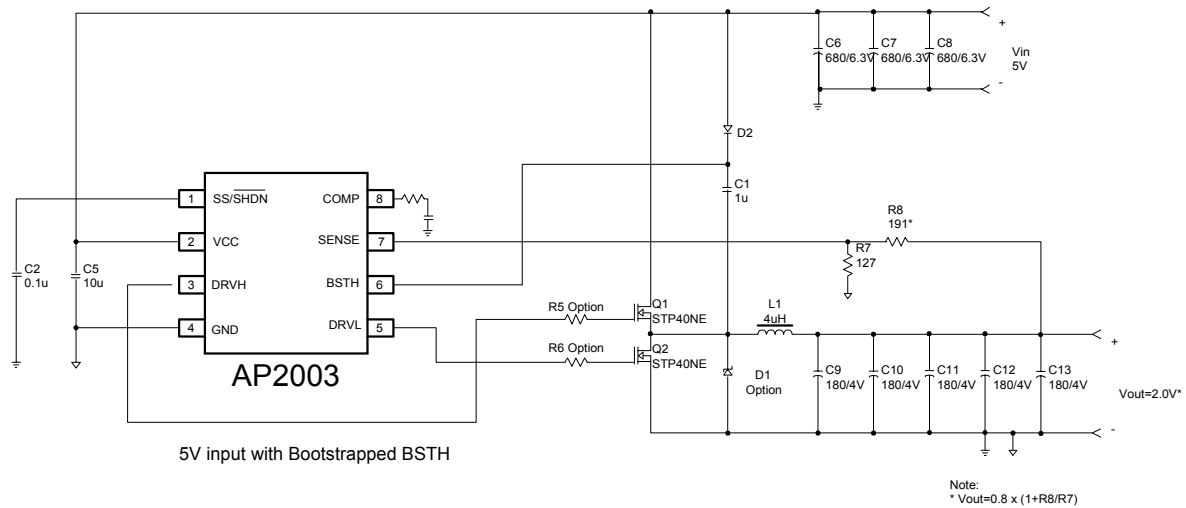 C6
680/6.3V
C7
680/6.3V
C8
680/6.3V
+
Vin
5V
-
D2
C1
1u
1
SS/SHDN
COMP
8
2
VCC
SENSE
7
3
DRVH
BSTH
6
4
GND
DRVL
5
AP2003
C2
0.1u
C5
10u
R8
191*
R7
127
R5 Option
Q1
STP40NE
R6 Option
Q2
STP40NE
L1
4uH
D1
Option
C9
180/4V
C10
180/4V
C11
180/4V
C12
180/4V
C13
180/4V
+
Vout=2.0V*
-
5V input with Bootstrapped BSTH
Note:
* Vout=0.8 x (1+R8/R7)